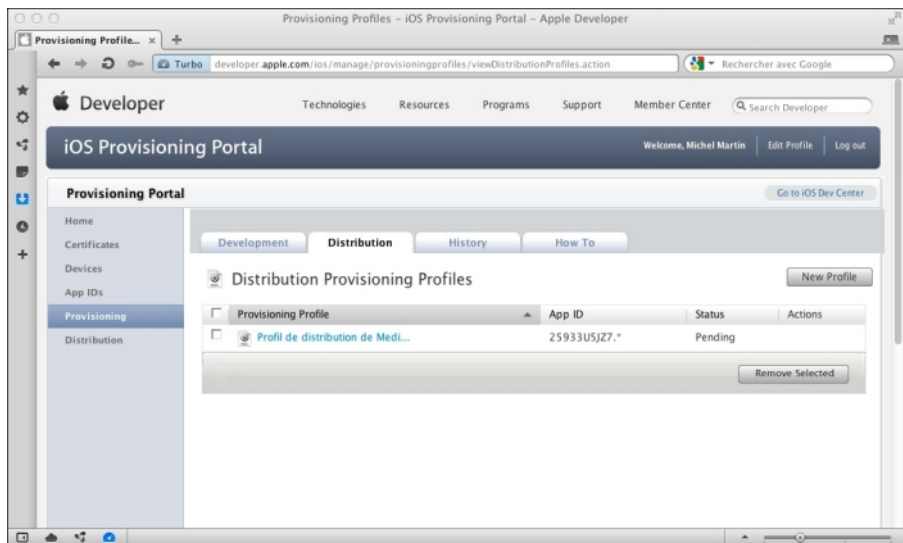 Provisioning Profiles – iOS Provisioning Portal – Apple Developer
Provisioning Profile... × +
Turbo developer.apple.com/ios/manage/provisioningprofiles/viewDistributionProfiles.action Rechercher avec Google
Developer Technologies Resources Programs Support Member Center Search Developer
iOS Provisioning Portal Welcome, Michel Martin Edit Profile Log out
Provisioning Portal Go to iOS Dev Center
Home
Certificates
Devices
App IDs
Provisioning
Distribution
Development Distribution History How To
Distribution Provisioning Profiles New Profile
Provisioning Profile App ID Status Actions
Profil de distribution de Medi... 25933U5JZ7.* Pending
Remove Selected